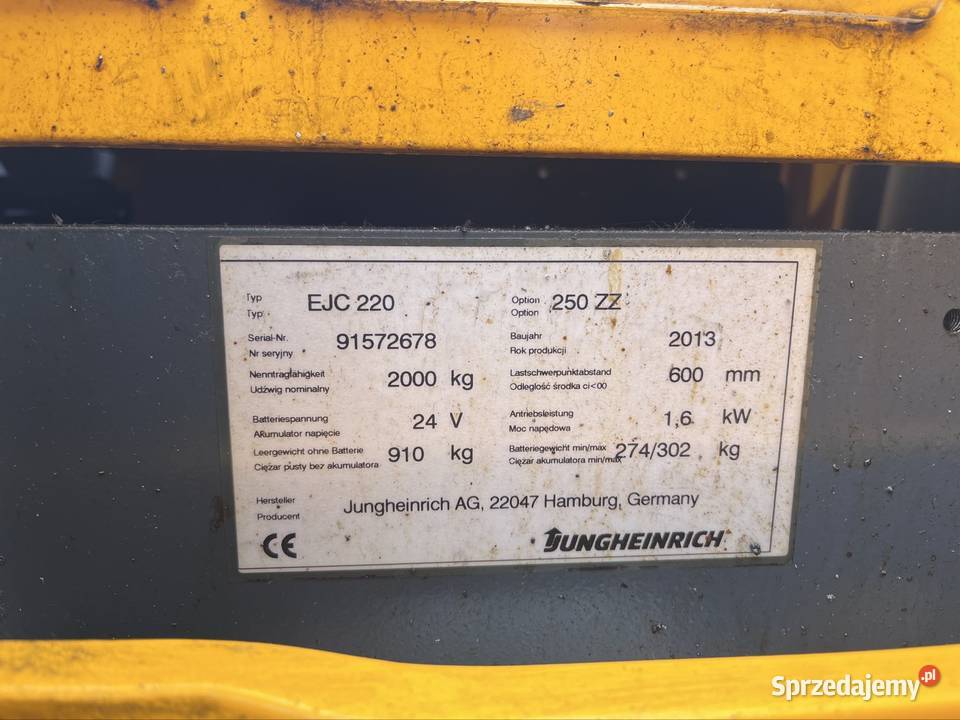 Typ EJC 220 Option 250 ZZ
Typ Option
Serial-Nr. 91572678 Baujahr 2013
Nr seryjny Rok produkcji
Nenntragfähigkeit 2000 kg Lastschwerpunktabstand 600 mm
Udźwig nominalny Odległość środka ci<00
Batteriespannung 24 V Antriebsleistung 1,6 kW
ARumulator napięcie Moc napędowa
Leergewicht ohne Batterie 910 kg Batteriegewicht min/max 274/302 kg
Ciężar pusty bez akumulatora Ciężar akumulatora min/max
Hersteller Jungheinrich AG, 22047 Hamburg, Germany
Producent
CE JUNGHEINRICH
Sprzedajemy.pl